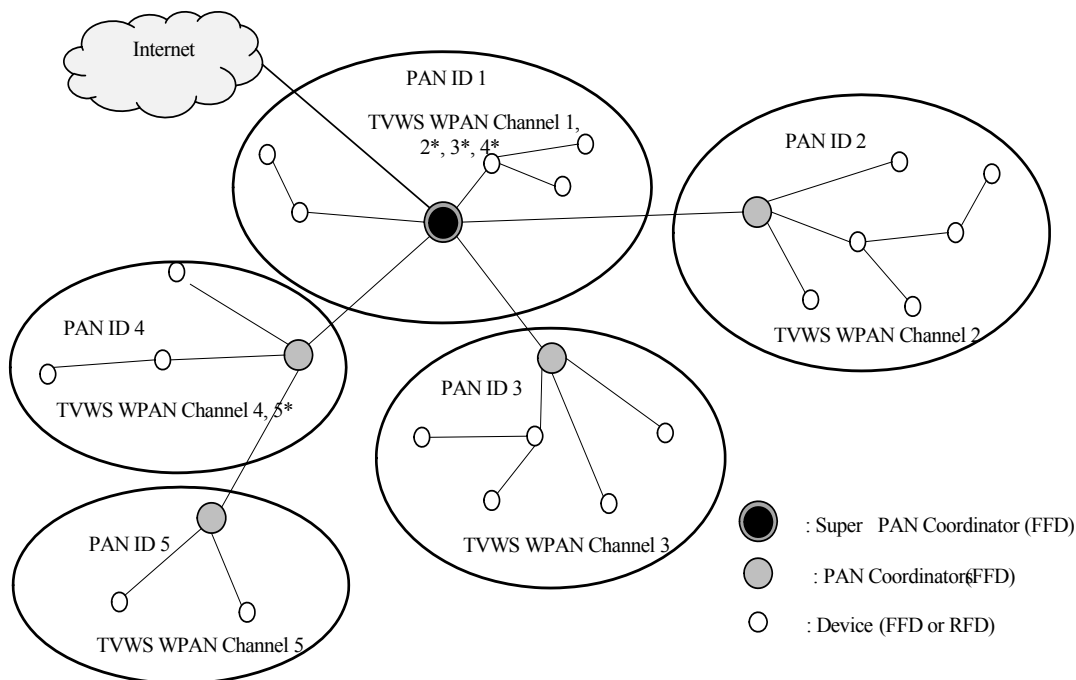 Internet
PAN ID 1
TVWS WPAN Channel 1,
2*, 3*, 4*
PAN ID 2
TVWS WPAN Channel 2
PAN ID 4
TVWS WPAN Channel 4, 5*
PAN ID 3
TVWS WPAN Channel 3
PAN ID 5
TVWS WPAN Channel 5
: Super PAN Coordinator (FFD)
: PAN Coordinators(FFD)
: Device (FFD or RFD)